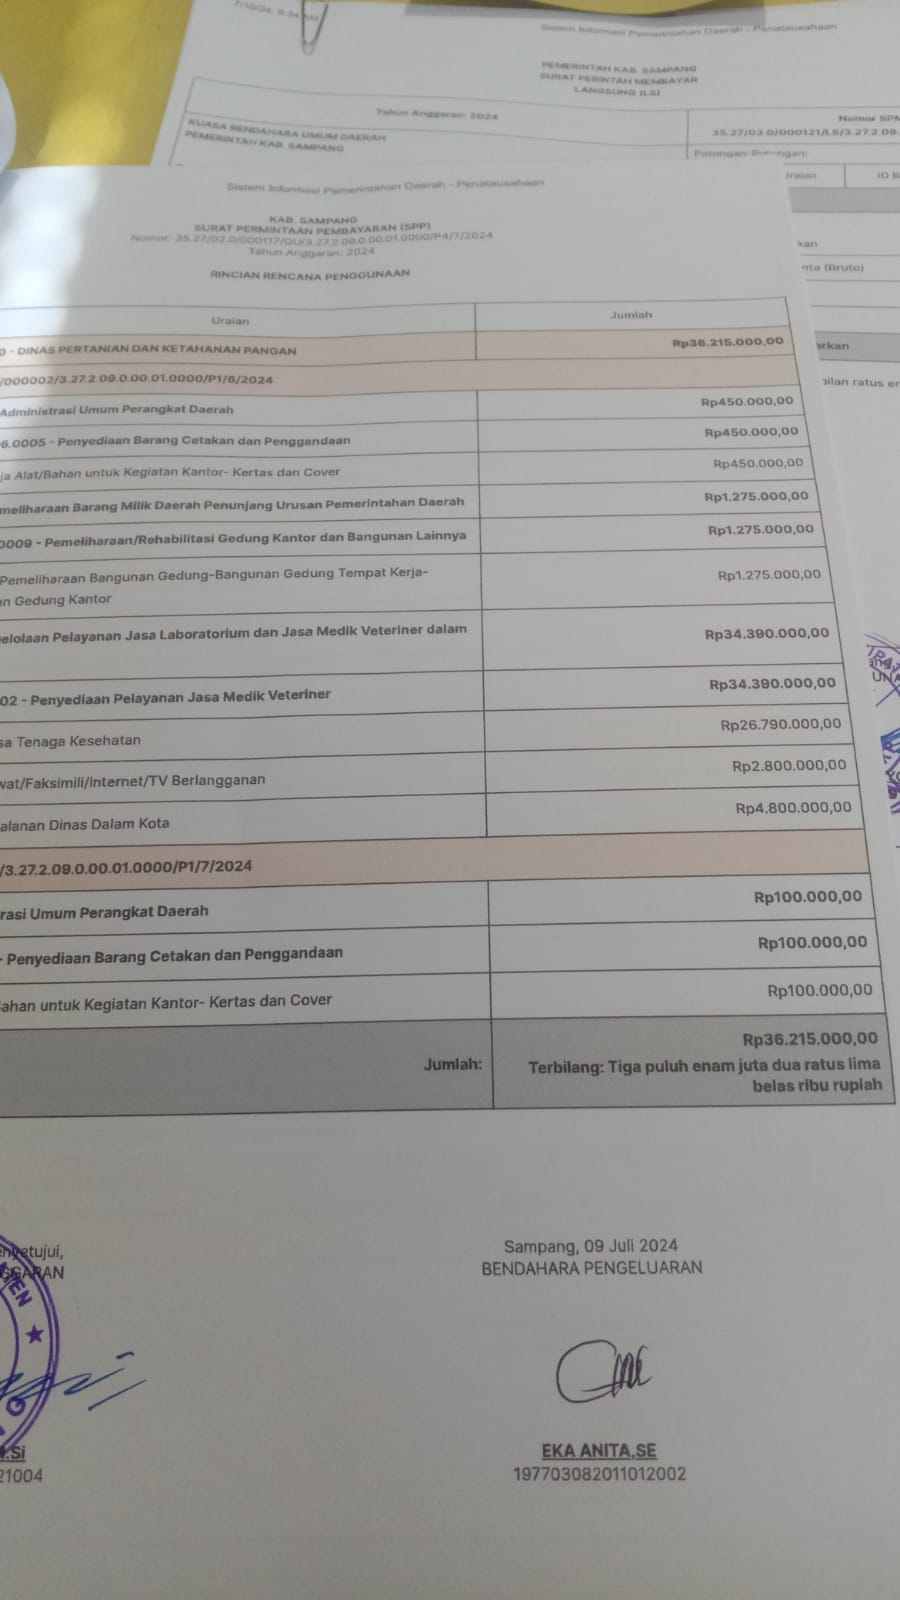 7/10/24, 8.34 AM
Sistem Informasi Pemerintahan Daerah - Penatausahaan
PEMERINTAH KAB. SAMPANG
SURAT PERINTAH MEMBAYAR
Tahun Anggaran: 2024
Nomor SPM
KUASA BENDAHARA UMUM DAERAH
PEMERINTAH KAB. SAMPANG
35.27/03.0/000121/LS/3.27.2.09.
Potongan-Potongan:
Uraian
ID B
kan
nta (Bruto)
arkan
bilan ratus en
Sistem Informasi Pemerintahan Daerah - Penatausahaan
KAB. SAMPANG
SURAT PERMINTAAN PEMBAYARAN (SPP)
Nomor: 35.27/02.0/000117/GU/3.27.2.09.0.00.01.0000/P4/7/2024
Tahun Anggaran: 2024
RINCIAN RENCANA PENGGUNAAN
Uraian Jumlah
0 - DINAS PERTANIAN DAN KETAHANAN PANGAN Rp36.215.000,00
/000002/3.27.2.09.0.00.01.0000/P1/6/2024
Administrasi Umum Perangkat Daerah Rp450.000,00
06.0005 - Penyediaan Barang Cetakan dan Penggandaan Rp450.000,00
ja Alat/Bahan untuk Kegiatan Kantor- Kertas dan Cover Rp450.000,00
meliharaan Barang Milik Daerah Penunjang Urusan Pemerintahan Daerah Rp1.275.000,00
0009 - Pemeliharaan/Rehabilitasi Gedung Kantor dan Bangunan Lainnya Rp1.275.000,00
Pemeliharaan Bangunan Gedung-Bangunan Gedung Tempat Kerja- Rp1.275.000,00
an Gedung Kantor
elolaan Pelayanan Jasa Laboratorium dan Jasa Medik Veteriner dalam Rp34.390.000,00
02 - Penyediaan Pelayanan Jasa Medik Veteriner Rp34.390.000,00
sa Tenaga Kesehatan Rp26.790.000,00
wat/Faksimili/Internet/TV Berlangganan Rp2.800.000,00
alanan Dinas Dalam Kota Rp4.800.000,00
/3.27.2.09.0.00.01.0000/P1/7/2024
rasi Umum Perangkat Daerah Rp100.000,00
- Penyediaan Barang Cetakan dan Penggandaan Rp100.000,00
ahan untuk Kegiatan Kantor- Kertas dan Cover Rp100.000,00
Rp36.215.000,00
Jumlah: Terbilang: Tiga puluh enam juta dua ratus lima
belas ribu rupiah
enyetujui,
GGARAN
Sampang, 09 Juli 2024
BENDAHARA PENGELUARAN
EKA ANITA,SE
197703082011012002
.Si
21004